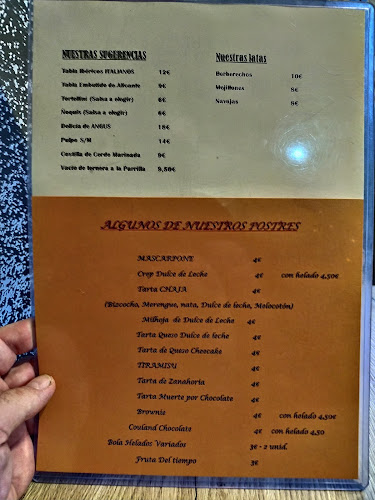 NUESTRAS SUGERENCIAS
Tabla Ibéricos ITALIANOS 12€
Tabla Embutido de Alicante 9€
Tortellini (Salsa a elegir) 6€
Noquis (Salsa a elegir) 6€
Delicia de ANGUS 18€
Pulpo S/M 14€
Costilla de Cerdo Marinada 9€
Vacio de ternera a la Parrilla 9,50€
Nuestras latas
Berberechos 10€
Mejillones 8€
Navajas 8€
ALGUNOS DE NUESTROS POSTRES
MASCARPONE 4€
Crep Dulce de Leche 4€ con helado 4,50€
Tarta CHAJA 4€
(Bizcocho, Merengue, nata, Dulce de leche, Melocotón)
Milhoja de Dulce de Leche 4€
Tarta Queso Dulce de leche 4€
Tarta de Queso Cheecake 4€
TIRAMISU 4€
Tarta de Zanahoria 4€
Tarta Muerte por Chocolate 4€
Brownie 4€ con helado 4,50€
Couland Chocolate 4€ con helado 4,50
Bola Helados Variados 3€ - 2 unid.
Fruta Del tiempo 3€